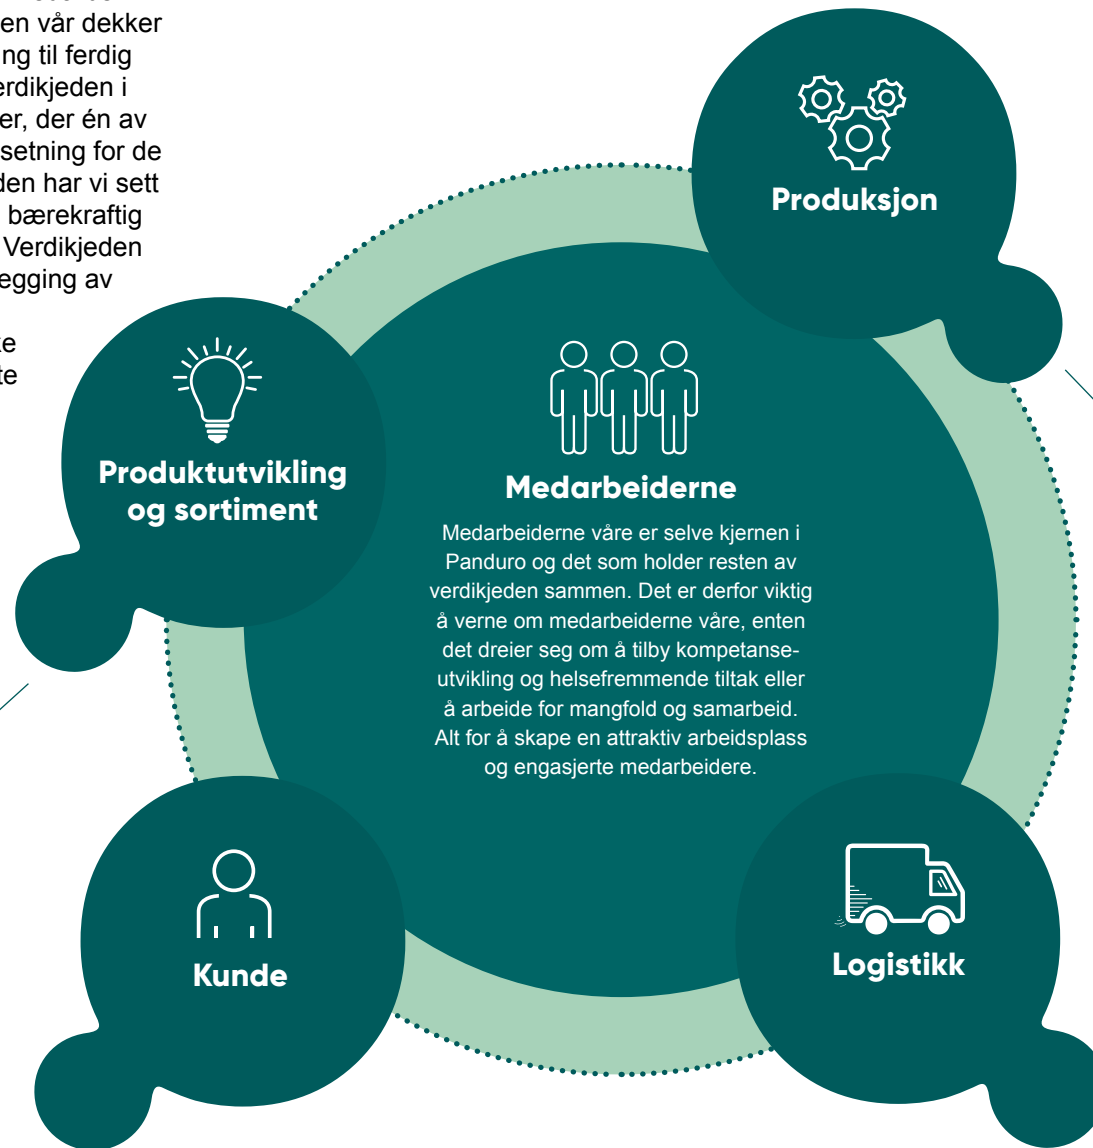 en vår dekker
ng til ferdig
erdikjeden i
er, der én av
setning for de
den har vi sett
bærekraftig
Verdikjeden
egging av
ke
te
Produksjon
Produktutvikling
og sortiment
Medarbeiderne
Medarbeiderne våre er selve kjernen i
Panduro og det som holder resten av
verdikjeden sammen. Det er derfor viktig
å verne om medarbeiderne våre, enten
det dreier seg om å tilby kompetanse-
utvikling og helsefremmende tiltak eller
å arbeide for mangfold og samarbeid.
Alt for å skape en attraktiv arbeidsplass
og engasjerte medarbeidere.
Kunde
Logistikk